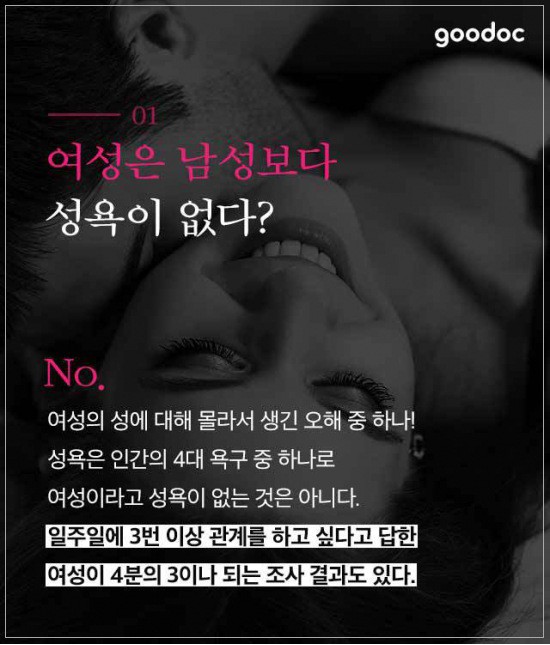 goodoc
01
여성은 남성보다
성욕이 없다?
No.
여성의 성에 대해 몰라서 생긴 오해 중 하나!
성욕은 인간의 4대 욕구 중 하나로
여성이라고 성욕이 없는 것은 아니다.
일주일에 3번 이상 관계를 하고 싶다고 답한
여성이 4분의 3이나 되는 조사 결과도 있다.